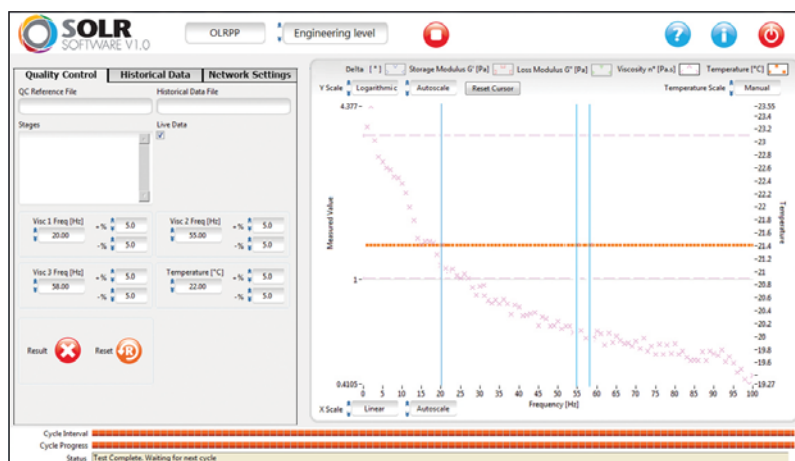 SOLR
SOFTWARE V1.0
OLRPP
Engineering level
?
i
Quality Control Historical Data Network Settings
QC Reference File Historical Data File
Stages Live Data
Visc 1 Freq [Hz] +% 5.0 Visc 2 Freq [Hz] +% 5.0
20.00 -% 5.0 55.00 -% 5.0
Visc 3 Freq [Hz] +% 5.0 Temperature [°C] +% 5.0
58.00 -% 5.0 22.00 -% 5.0
Result Reset R
Delta [°] Storage Modulus G' [Pa] Loss Modulus G" [Pa] Viscosity n* [Pa.s] Temperature [°C]
Y Scale Logarithmic Autoscale Reset Cursor Temperature Scale Manual
4.377
1
0.4105
Measured Value
23.55
23.4
23.2
23
22.8
22.6
22.4
22.2
22
21.8
21.6
21.4
21.2
21
20.8
20.6
20.4
20.2
20
19.8
19.6
19.27
Temperature
0 5 10 15 20 25 30 35 40 45 50 55 60 65 70 75 80 85 90 95 100
Frequency [Hz]
X Scale Linear Autoscale
Cycle Interval
Cycle Progress
Status Test Complete. Waiting for next cycle